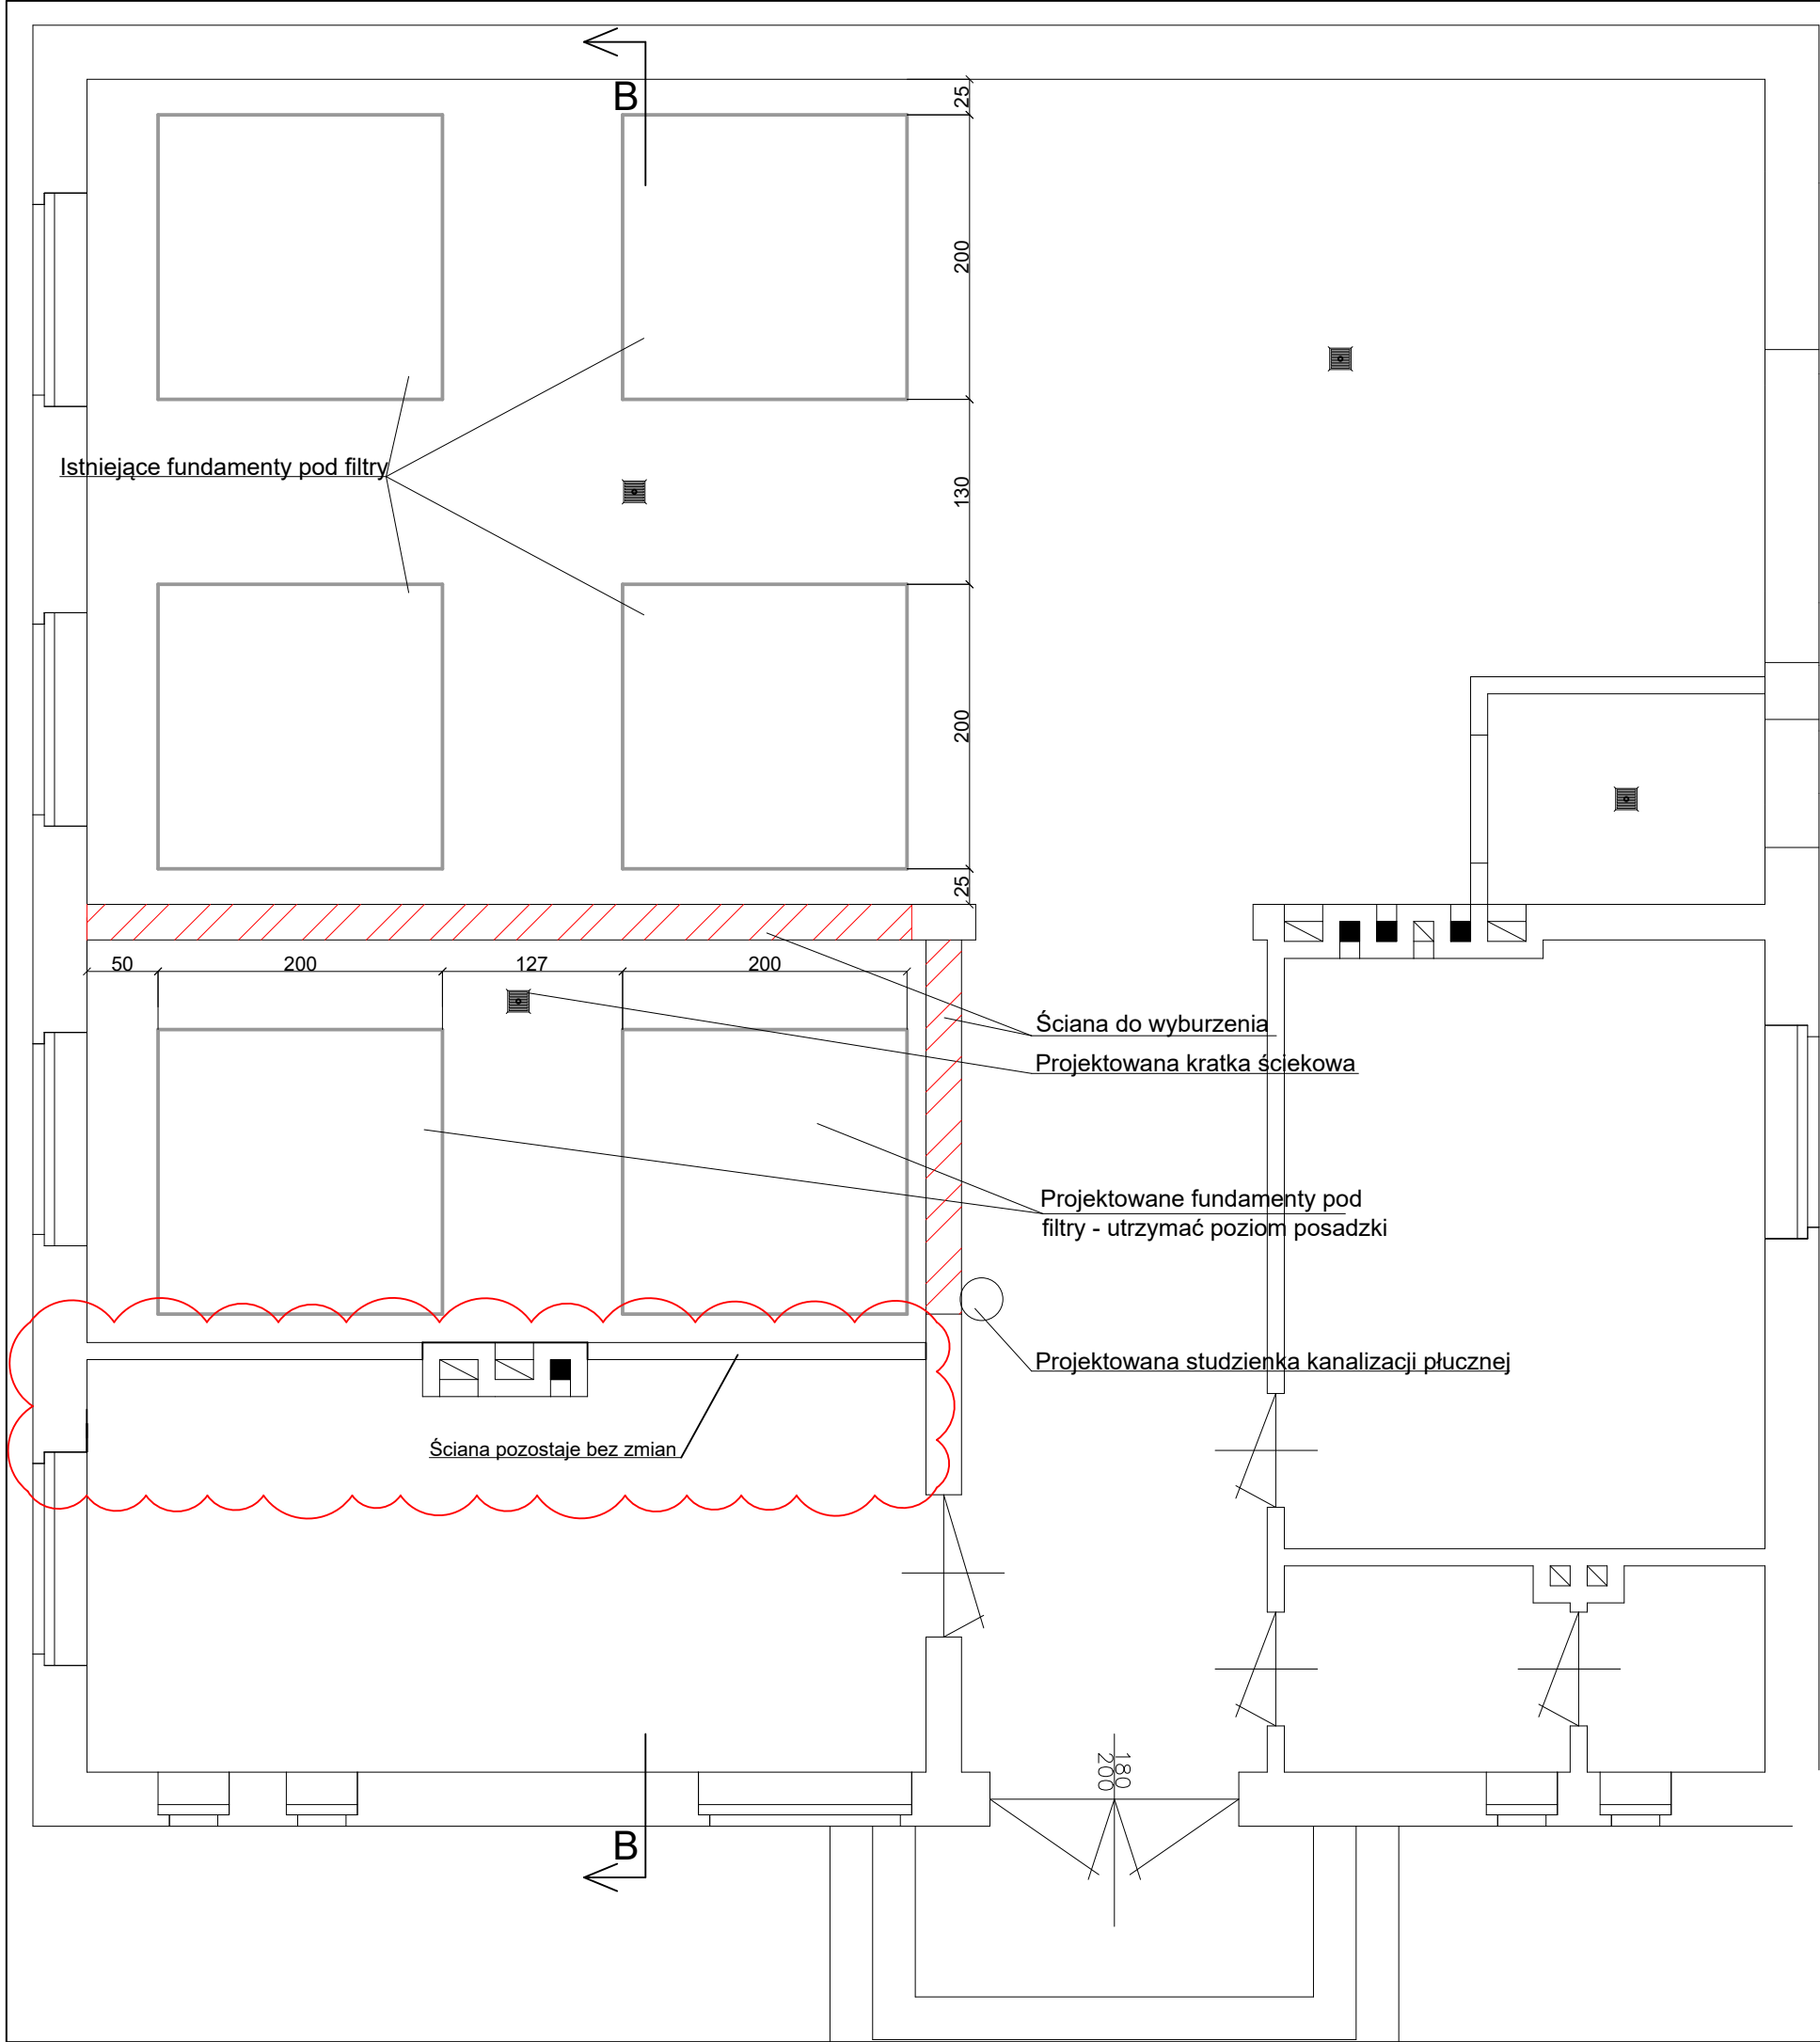 B
25
200
Istniejące fundamenty pod filtry
130
200
25
50
200
127
200
Ściana do wyburzenia
Projektowana kratka ściekowa
Projektowane fundamenty pod
filtry - utrzymać poziom posadzki
Projektowana studzienka kanalizacji płucznej
Ściana pozostaje bez zmian
180
200
B